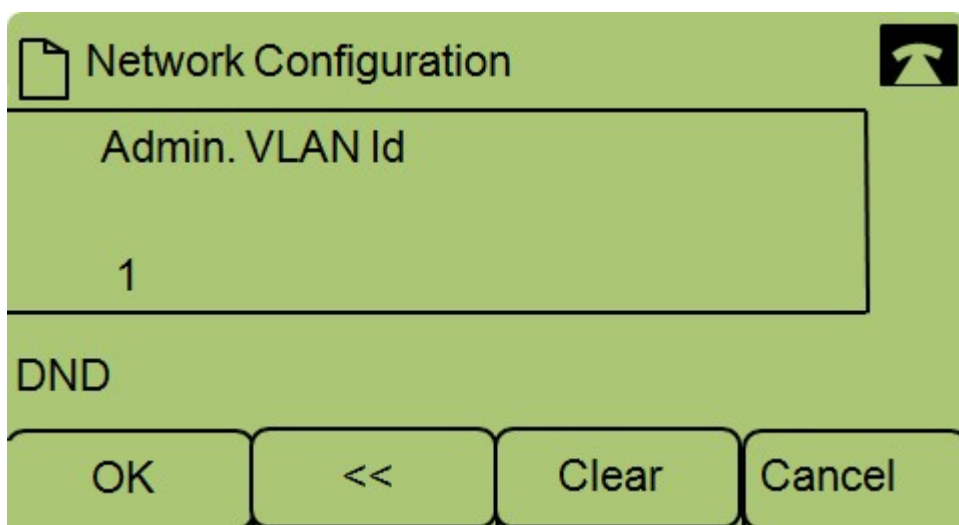 Network Configuration
Admin. VLAN Id
1
DND
OK << Clear Cancel